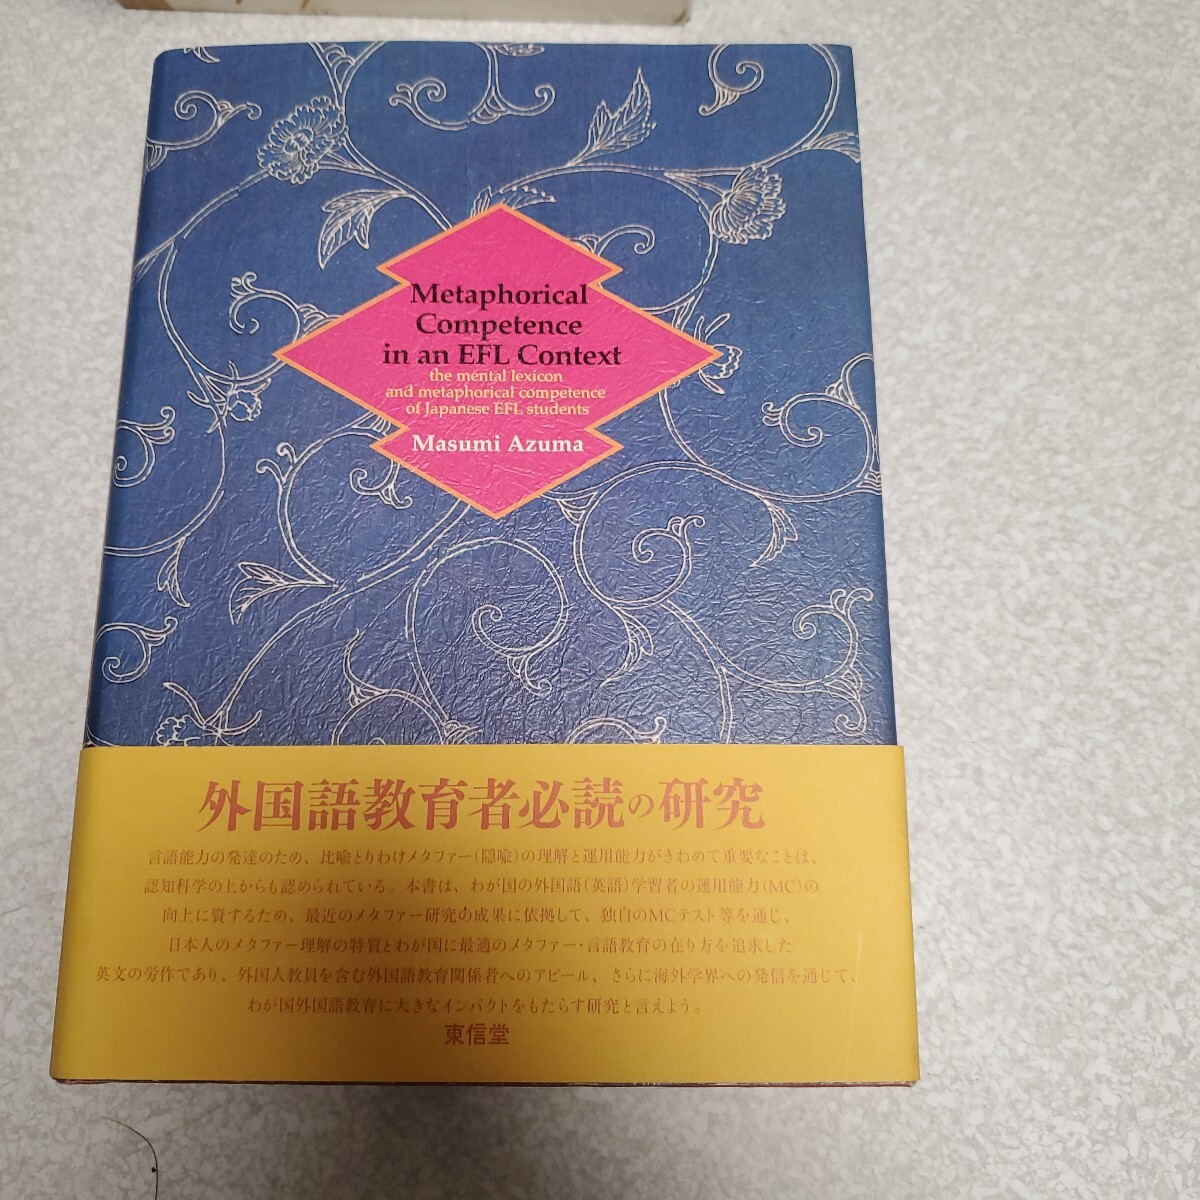 Metaphorical
Competence
in an EFL Context
the mental lexicon
and metaphorical competence
of Japanese EFL students
Masumi Azuma
外国語教育者必読の研究
言語能力の発達のため、比喩とりわけメタファー(隠喩)の理解と運用能力がきわめて重要なことは、
認知科学の上からも認められている。本書は、わが国の外国語(英語)学習者の運用能力(MC)の
向上に資するため、最近のメタファー研究の成果に依拠して、独自のMCテスト等を通じ、
日本人のメタファー理解の特質とわが国に最適のメタファー・言語教育の在り方を追求した
英文の労作であり、外国人教員を含む外国語教育関係者へのアピール、さらに海外学界への発信を通じて、
わが国外国語教育に大きなインパクトをもたらす研究と言えよう。
東信堂